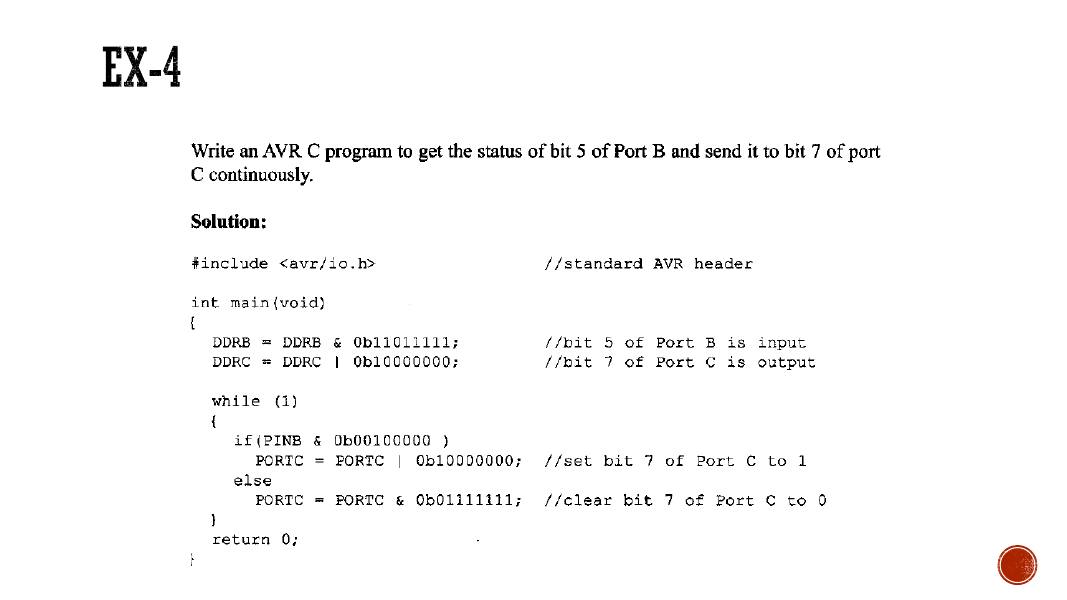 EX-4
Write an AVR C program to get the status of bit 5 of Port B and send it to bit 7 of port
C continuously.
Solution:
#include <avr/io.h> //standard AVR header
int main(void)
{
DDRB = DDRB & 0b11011111; //bit 5 of Port B is input
DDRC = DDRC | 0b10000000; //bit 7 of Port C is output
while (1)
{
if(PINB & 0b00100000 )
PORTC = PORTC | 0b10000000; //set bit 7 of Port C to 1
else
PORTC = PORTC & 0b01111111; //clear bit 7 of Port C to 0
}
return 0;
}